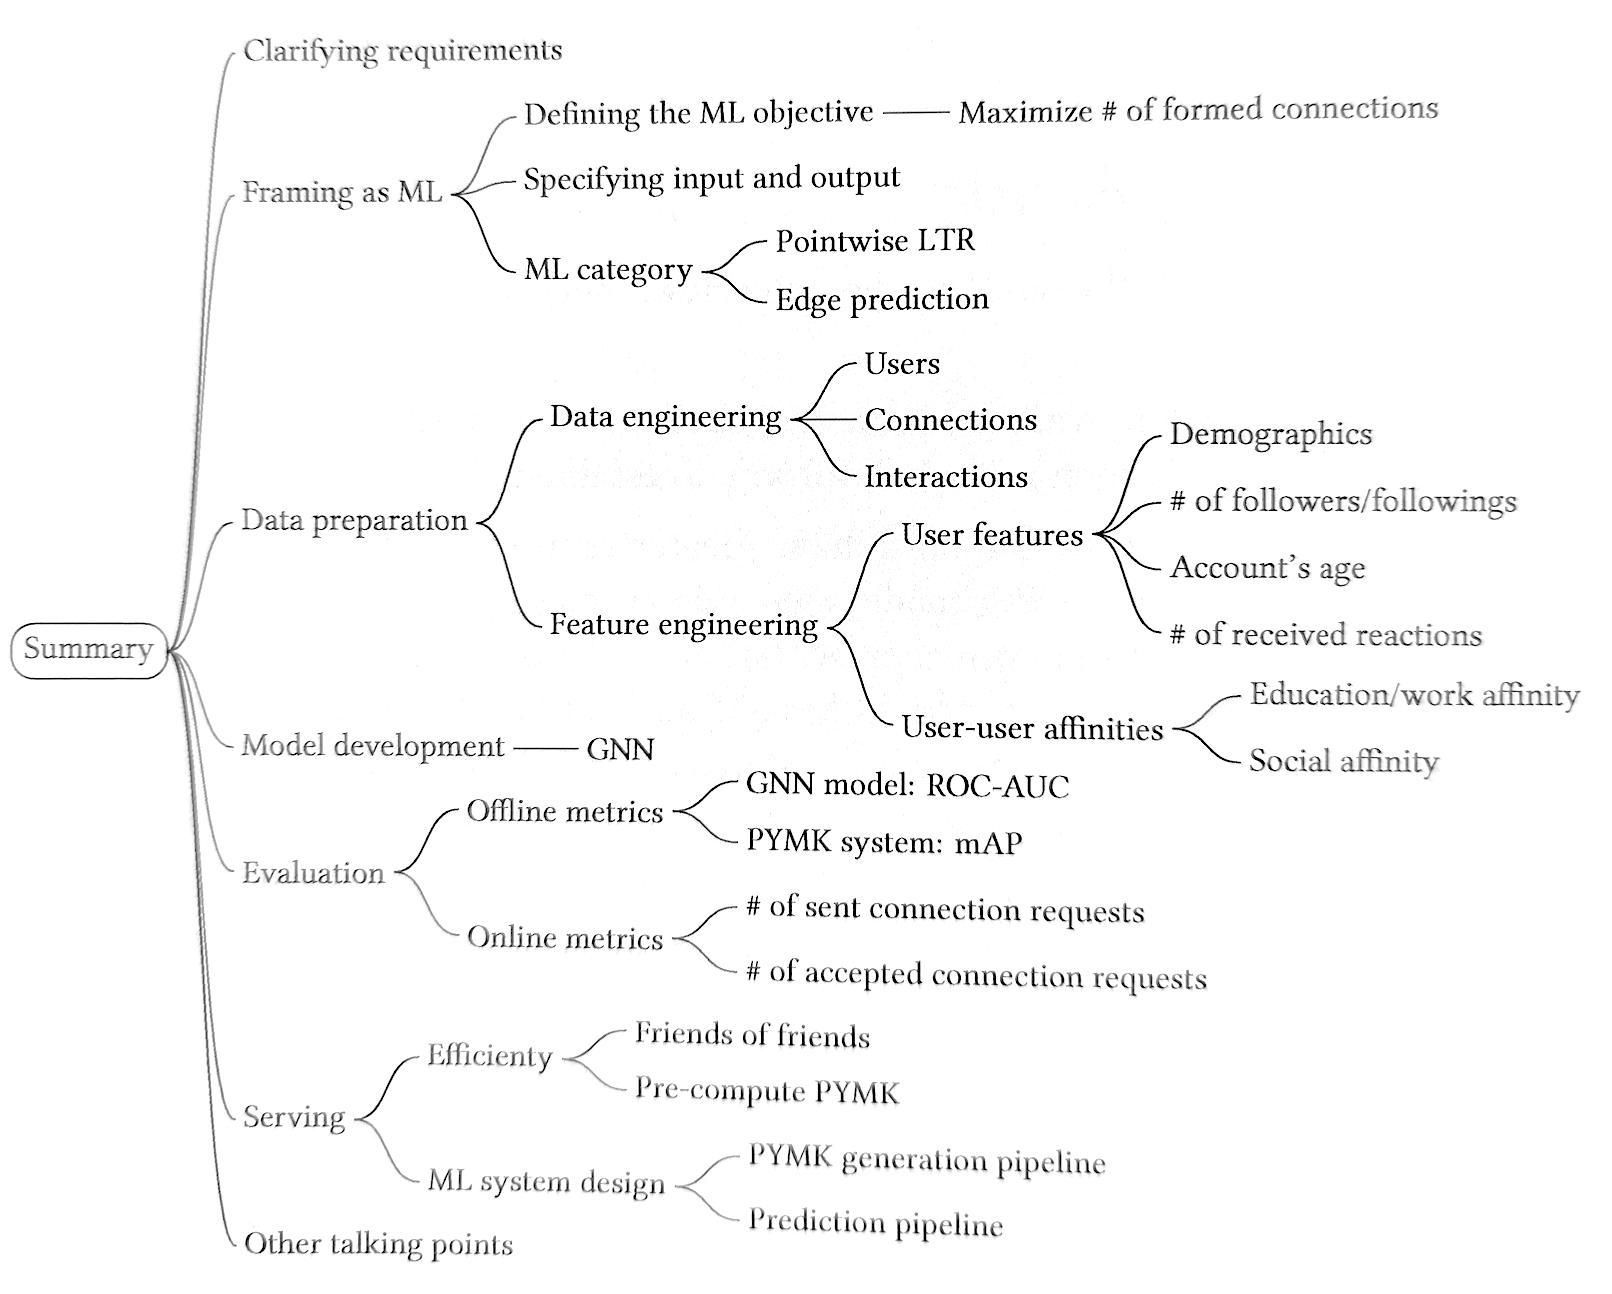 Clarifying requirements
Defining the ML objective
Maximize # of formed connections
Specifying input and output
Framing as ML
Pointwise LTR
ML category
Edge prediction
Users
Data engineering
Connections
Interactions
Demographics
# of followers/followings
Data preparation
User features
Account's age
Feature engineering
# of received reactions
Summary
Education/work affinity
User-user affinities
Social affinity
Model development
GNN
GNN model: ROC-AUC
Offline metrics
PYMK system: mAP
Evaluation
# of sent connection requests
Online metrics
# of accepted connection requests
Friends of friends
Efficienty
Pre-compute PYMK
Serving
PYMK generation pipeline
ML system design
Prediction pipeline
Other talking points